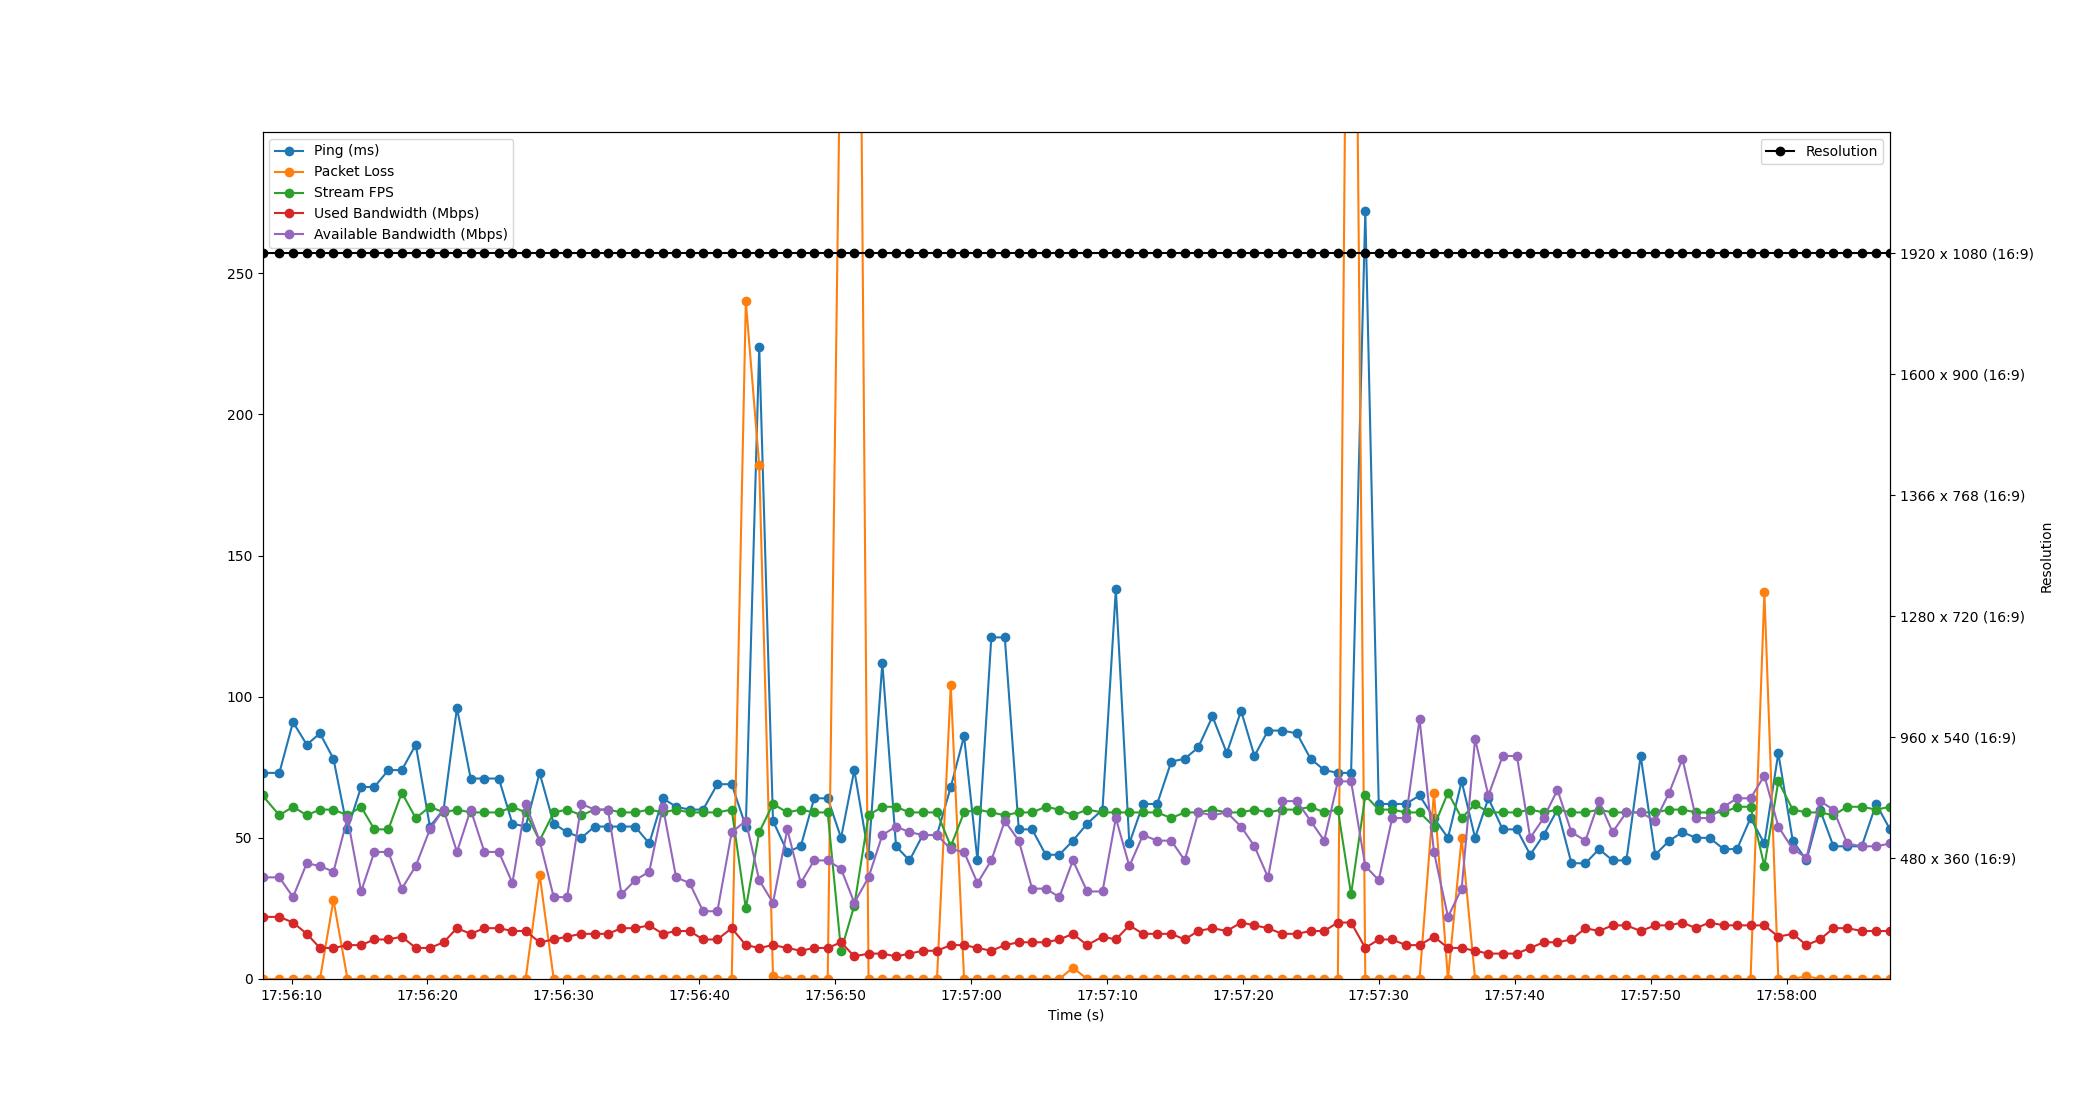 Ping (ms)
Packet Loss
Stream FPS
Used Bandwidth (Mbps)
Available Bandwidth (Mbps)
Resolution
250
200
150
100
50
0
1920 x 1080 (16:9)
1600 x 900 (16:9)
1366 x 768 (16:9)
1280 x 720 (16:9)
960 x 540 (16:9)
480 x 360 (16:9)
Resolution
17:56:10 17:56:20 17:56:30 17:56:40 17:56:50 17:57:00 17:57:10 17:57:20 17:57:30 17:57:40 17:57:50 17:58:00
Time (s)